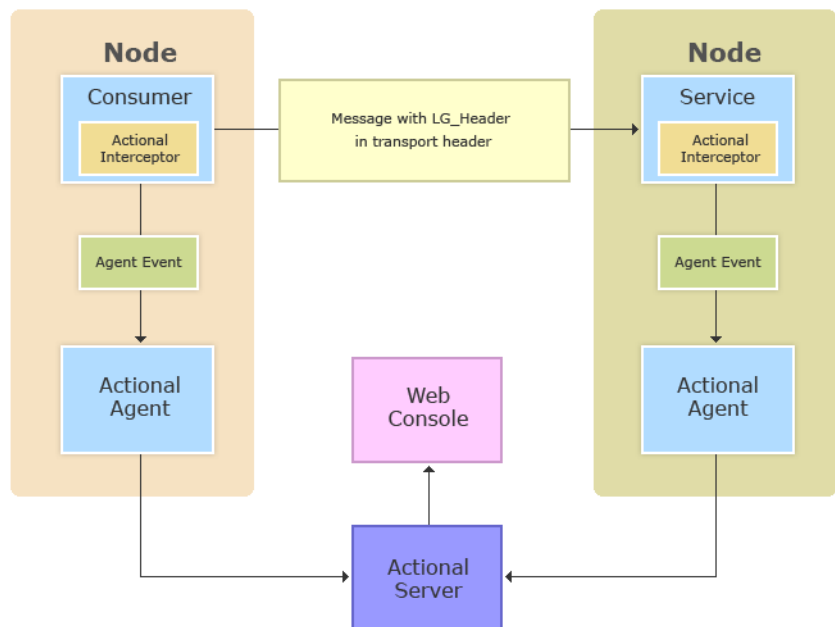 Node
Consumer
Actional
Interceptor
Agent Event
Actional
Agent
Message with LG_Header
in transport header
Node
Service
Actional
Interceptor
Agent Event
Actional
Agent
Web
Console
Actional
Server